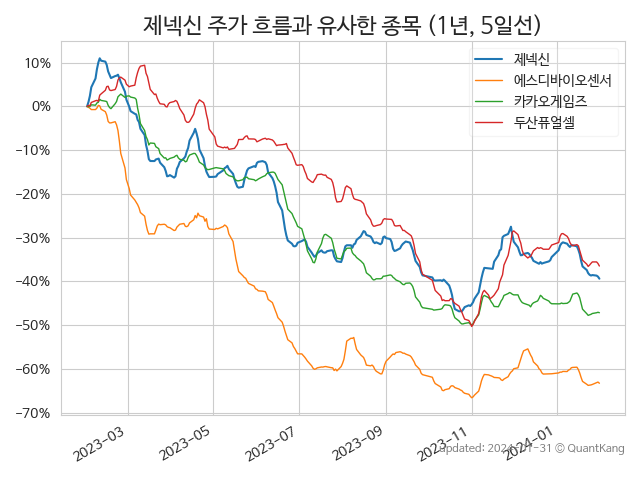 제넥신 주가 흐름과 유사한 종목 (1년, 5일선)
제넥신
에스디바이오센서
카카오게임즈
두산퓨얼셀
10%
0%
−10%
−20%
−30%
−40%
−50%
−60%
−70%
2023-03
2023-05
2023-07
2023-09
2023-11
2024-01
updated: 2024-01-31 © QuantKang